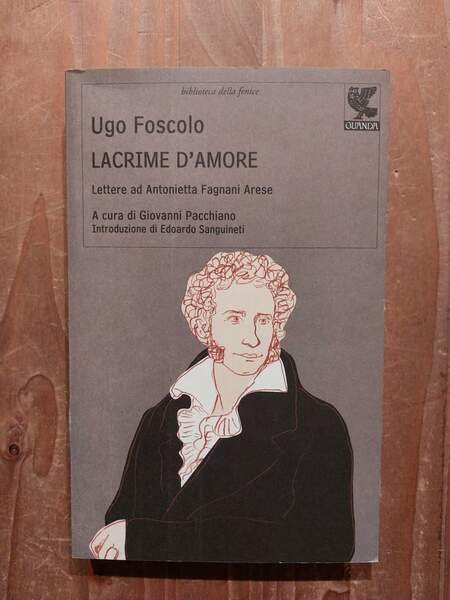 biblioteca della fenice
GUANDA
Ugo Foscolo
LACRIME D'AMORE
Lettere ad Antonietta Fagnani Arese
A cura di Giovanni Pacchiano
Introduzione di Edoardo Sanguineti